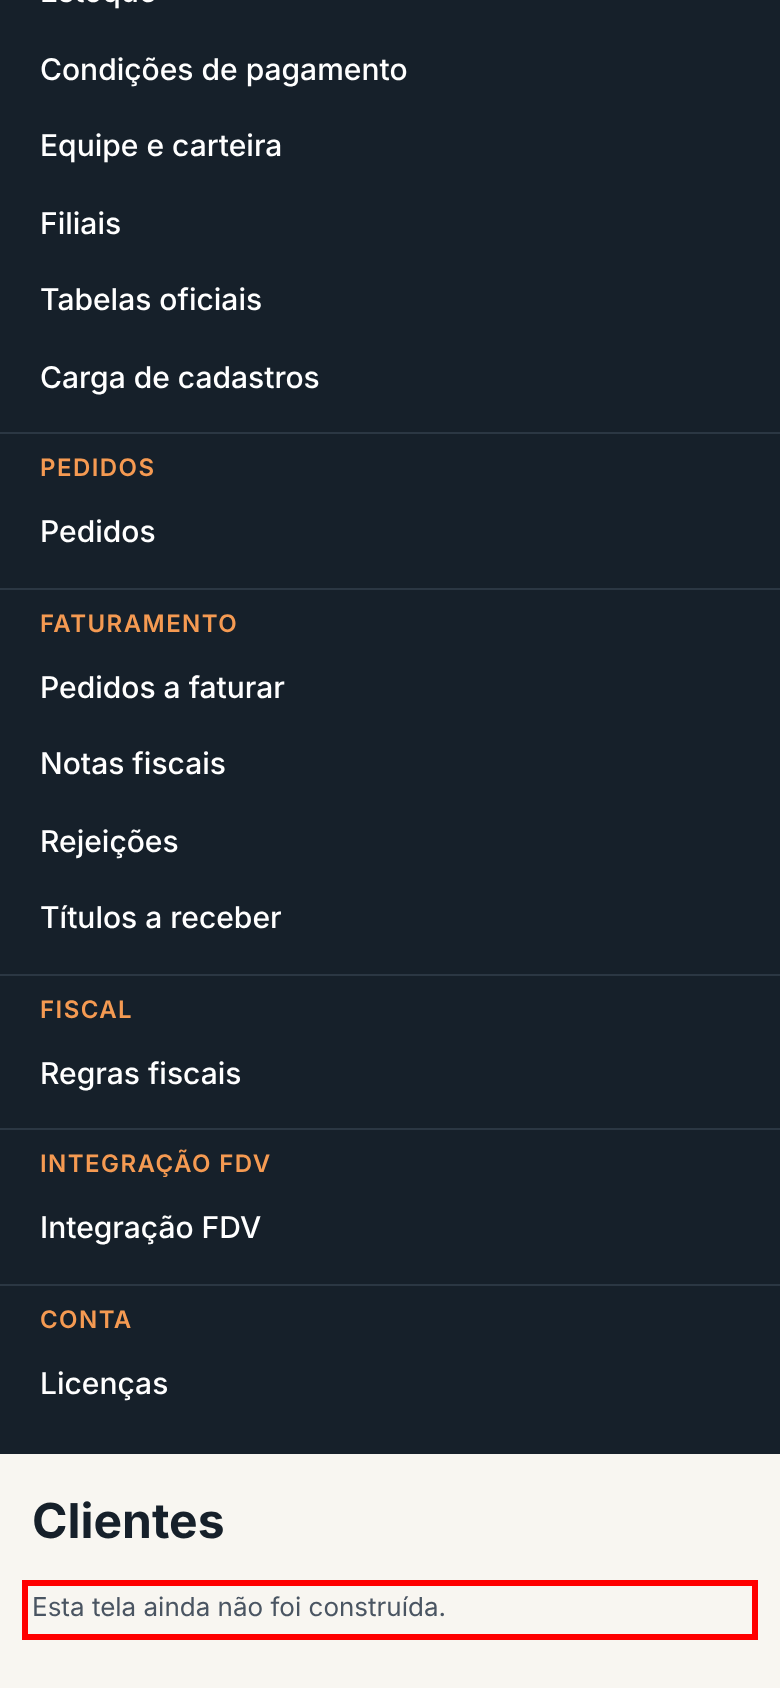 Condições de pagamento
Equipe e carteira
Filiais
Tabelas oficiais
Carga de cadastros
PEDIDOS
Pedidos
FATURAMENTO
Pedidos a faturar
Notas fiscais
Rejeições
Títulos a receber
FISCAL
Regras fiscais
INTEGRAÇÃO FDV
Integração FDV
CONTA
Licenças
Clientes
Esta tela ainda não foi construída.